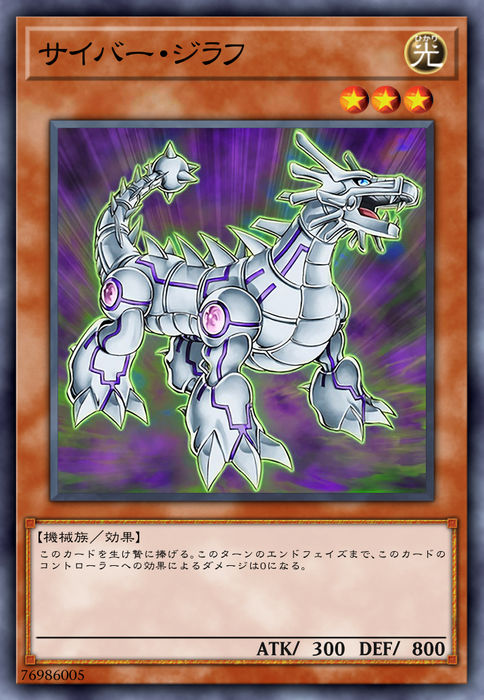 サイバー・ジラフ
ひかり
光
【機械族／効果】
このカードを生け贄に捧げる。このターンのエンドフェイズまで、このカードの
コントローラーへの効果によるダメージは0になる。
ATK/ 300 DEF/ 800
76986005